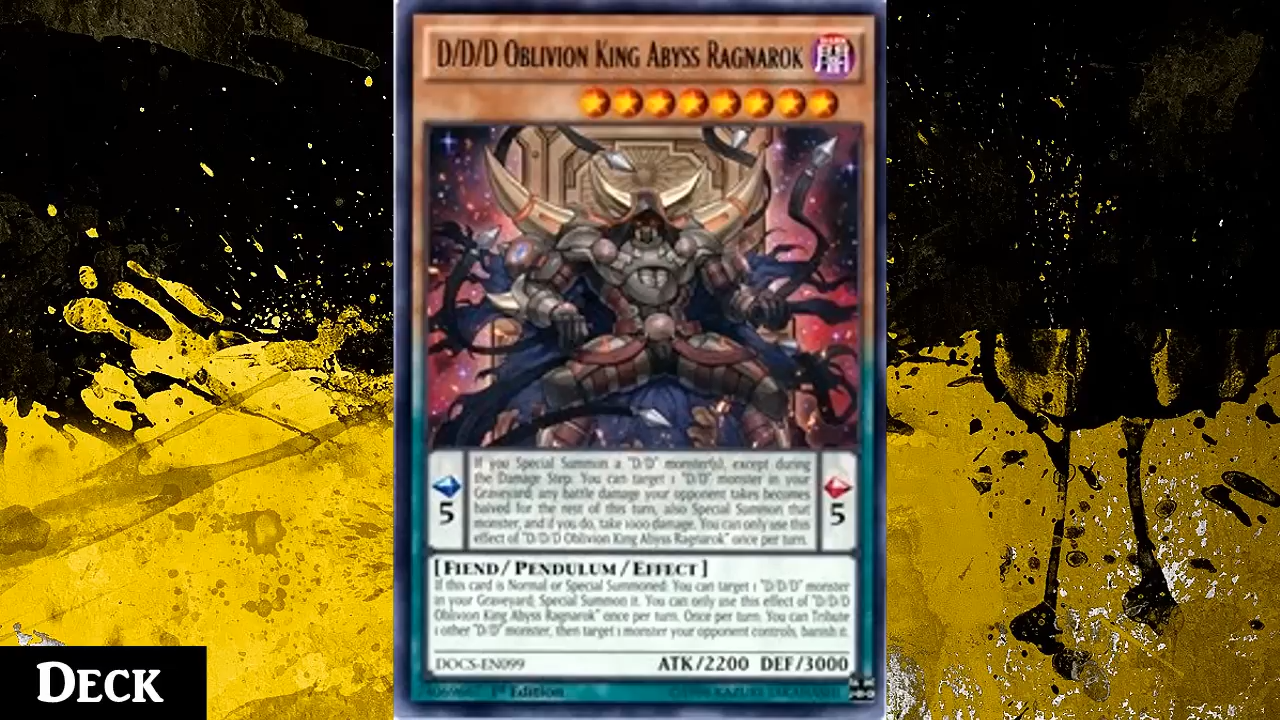 D/D/D OBLIVION KING ABYSS RAGNAROK
5
If you Special Summon a "D/D" monster(s), except during
the Damage Step: You can target 1 "D/D" monster in your
Graveyard; any battle damage your opponent takes becomes
halved for the rest of this turn, also Special Summon that
monster, and if you do, take 1000 damage. You can only use this
effect of "D/D/D Oblivion King Abyss Ragnarok" once per turn.
5
[FIEND/PENDULUM/EFFECT]
If this card is Normal or Special Summoned: You can target 1 "D/D/D" monster
in your Graveyard; Special Summon it. You can only use this effect of "D/D/D
Oblivion King Abyss Ragnarok" once per turn. Once per turn: You can Tribute
1 other "D/D" monster, then target 1 monster your opponent controls; banish it.
DOCS-EN099 ATK/2200 DEF/3000
1st Edition KAZUKI TAKAHASHI
DECK